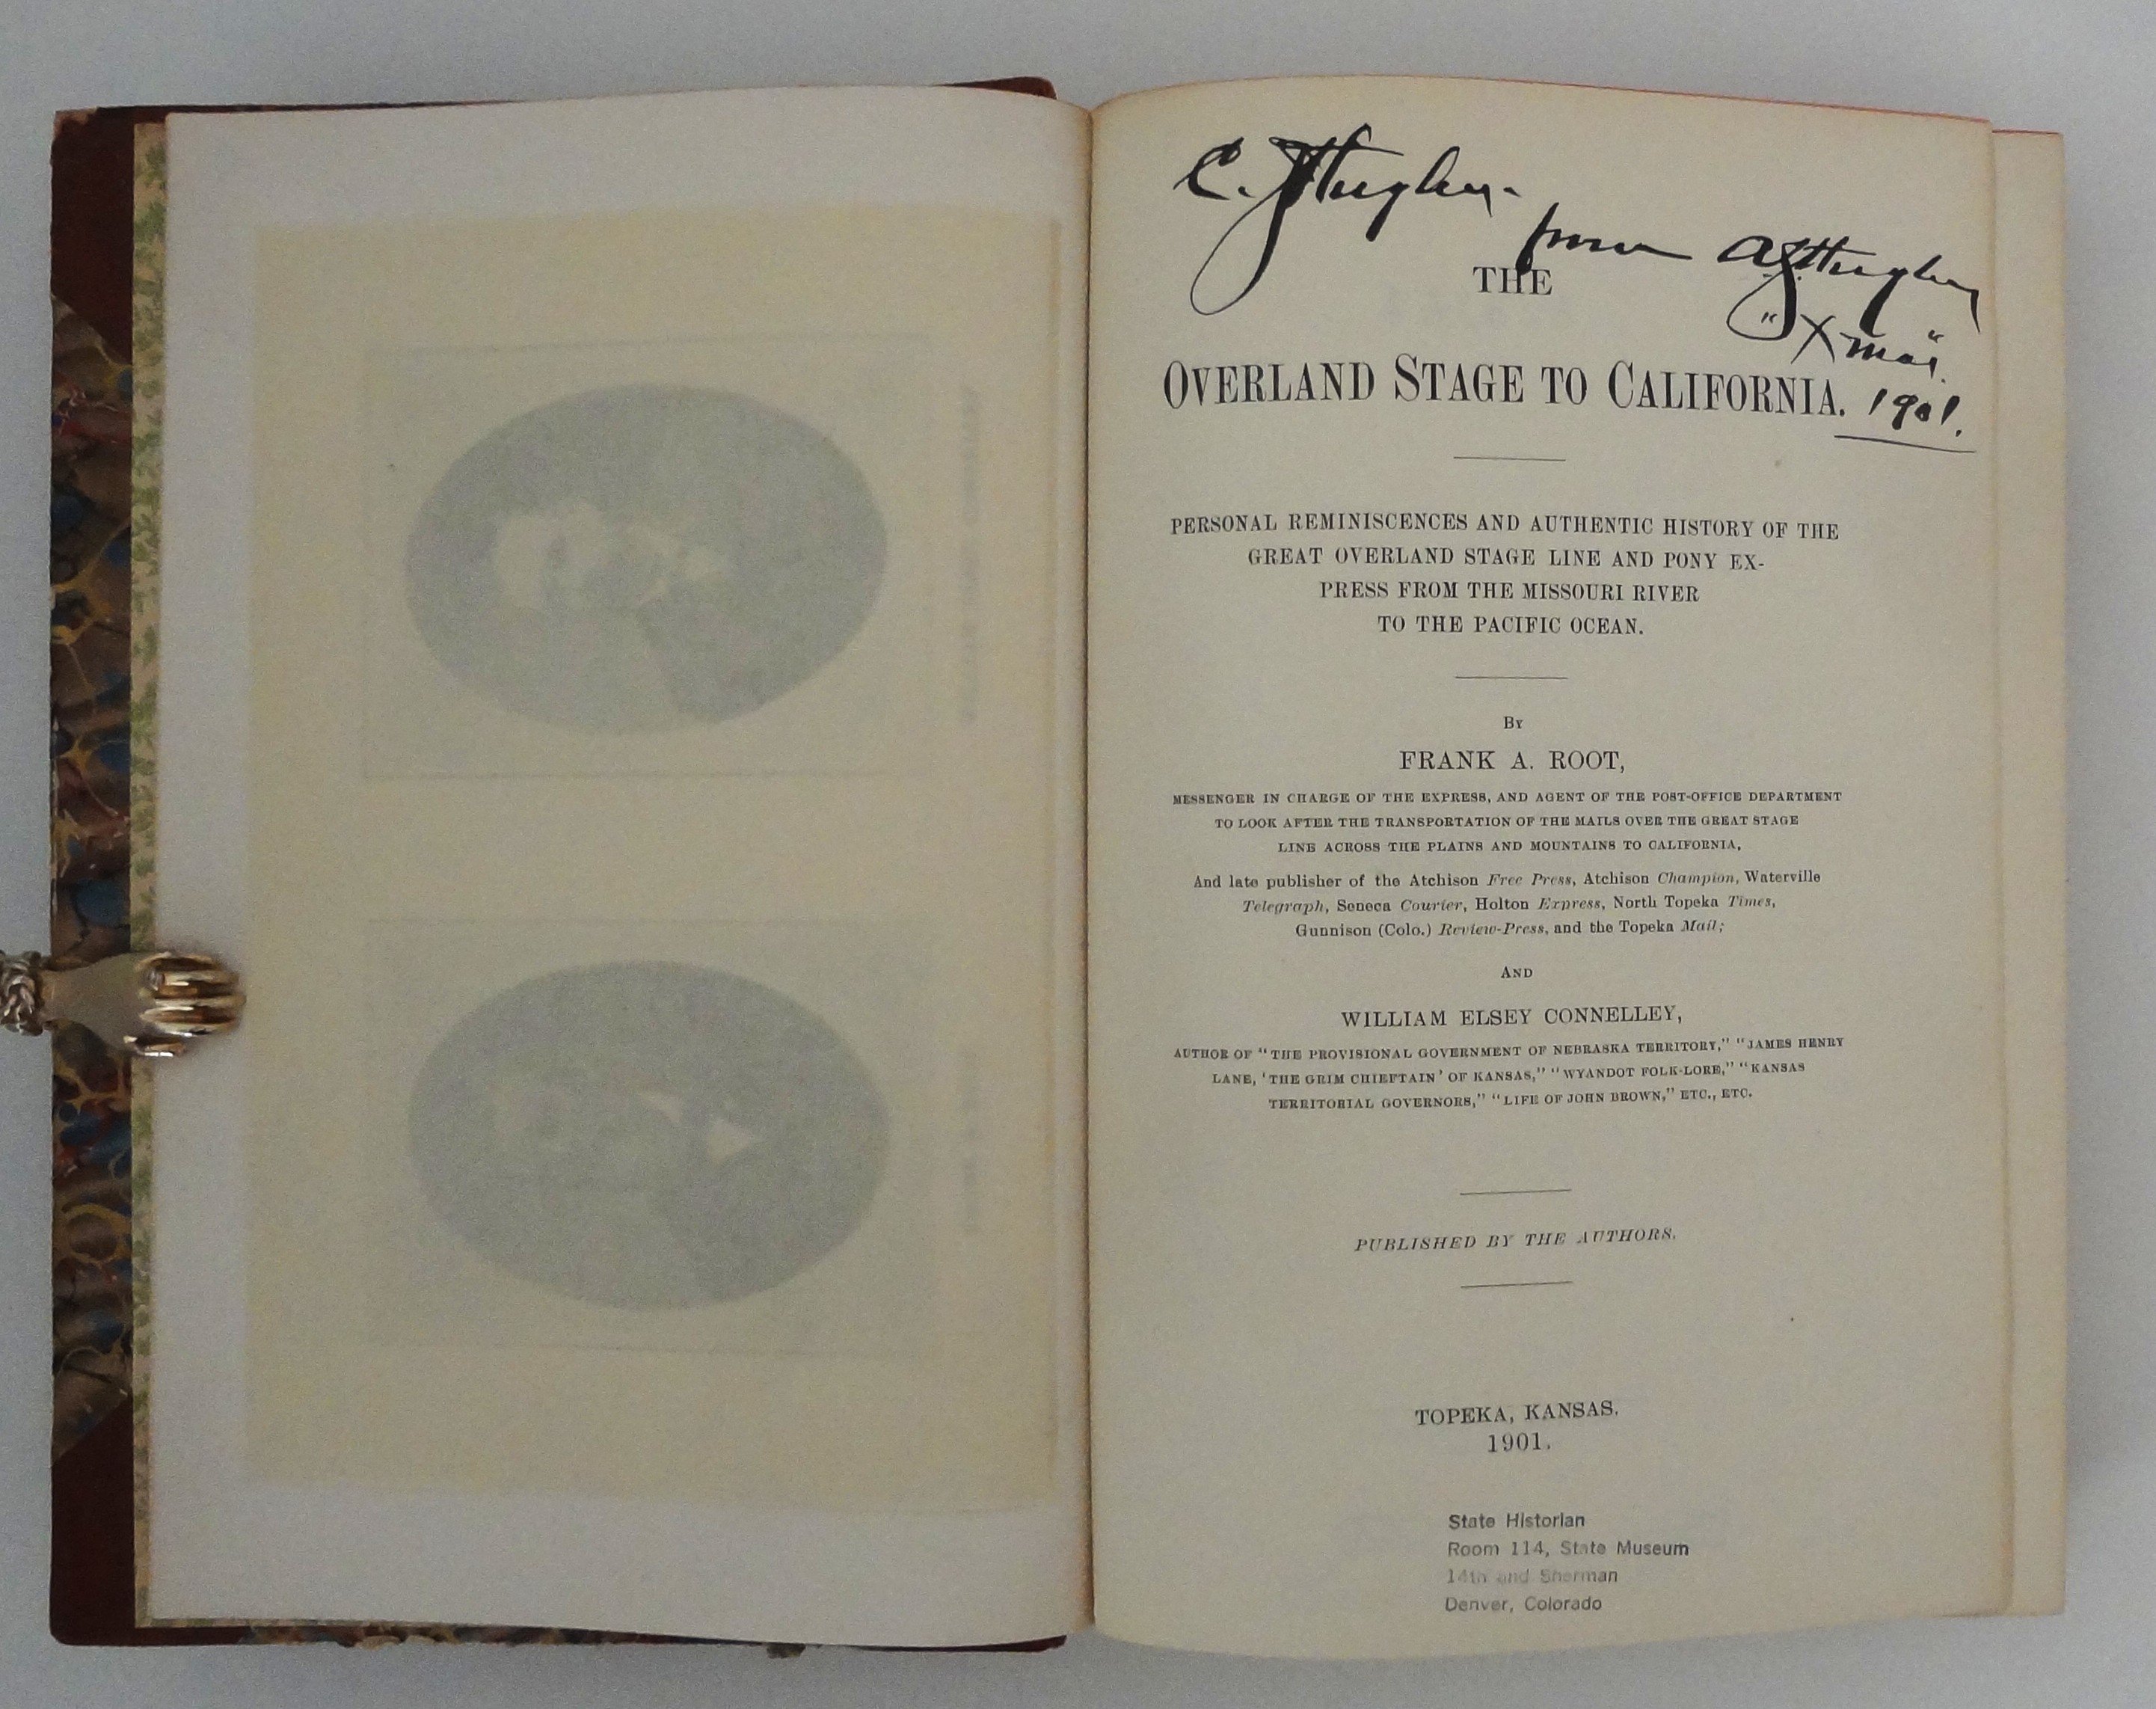 C. J. Hughes.
from A. J. Hughes
"Xmas"
1901.
THE
OVERLAND STAGE TO CALIFORNIA.
PERSONAL REMINISCENCES AND AUTHENTIC HISTORY OF THE
GREAT OVERLAND STAGE LINE AND PONY EX-
PRESS FROM THE MISSOURI RIVER
TO THE PACIFIC OCEAN.
By
FRANK A. ROOT,
MESSENGER IN CHARGE OF THE EXPRESS, AND AGENT OF THE POST-OFFICE DEPARTMENT
TO LOOK AFTER THE TRANSPORTATION OF THE MAILS OVER THE GREAT STAGE
LINE ACROSS THE PLAINS AND MOUNTAINS TO CALIFORNIA,
And late publisher of the Atchison Free Press, Atchison Champion, Waterville
Telegraph, Seneca Courier, Holton Express, North Topeka Times,
Gunnison (Colo.) Review-Press, and the Topeka Mail;
AND
WILLIAM ELSEY CONNELLEY,
AUTHOR OF "THE PROVISIONAL GOVERNMENT OF NEBRASKA TERRITORY," "JAMES HENRY
LANE, 'THE GRIM CHIEFTAIN' OF KANSAS," "WYANDOT FOLK-LORE," "KANSAS
TERRITORIAL GOVERNORS," "LIFE OF JOHN BROWN," ETC., ETC.
PUBLISHED BY THE AUTHORS.
TOPEKA, KANSAS.
1901.
State Historian
Room 114, State Museum
14th and Sherman
Denver, Colorado